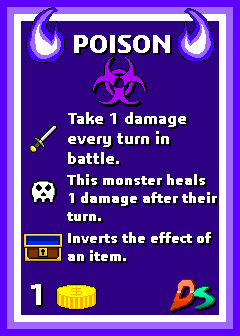 POISON
Take 1 damage
every turn in
battle.
This monster heals
1 damage after their
turn.
Inverts the effect of
an item.
1
DS